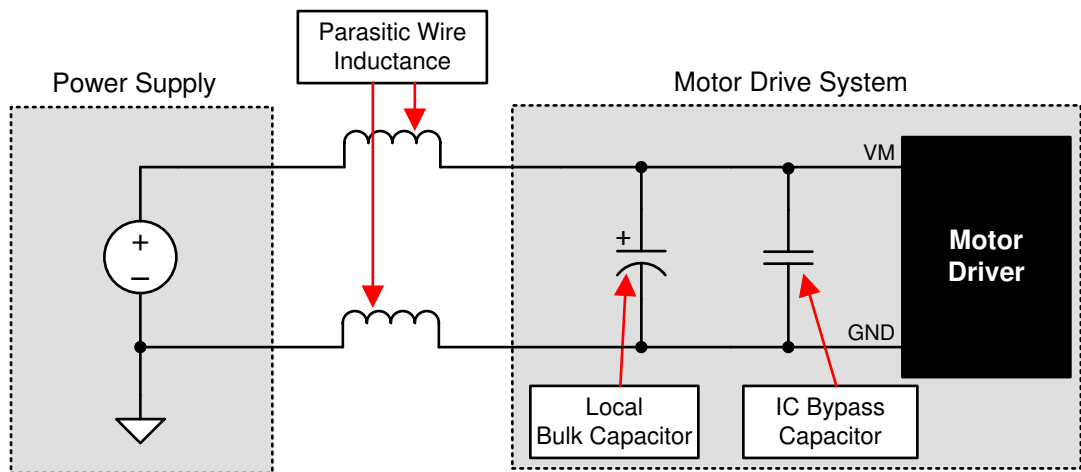 Parasitic Wire
Inductance
Power Supply
Motor Drive System
VM
+
–
+
Motor
Driver
GND
Local
Bulk Capacitor
IC Bypass
Capacitor